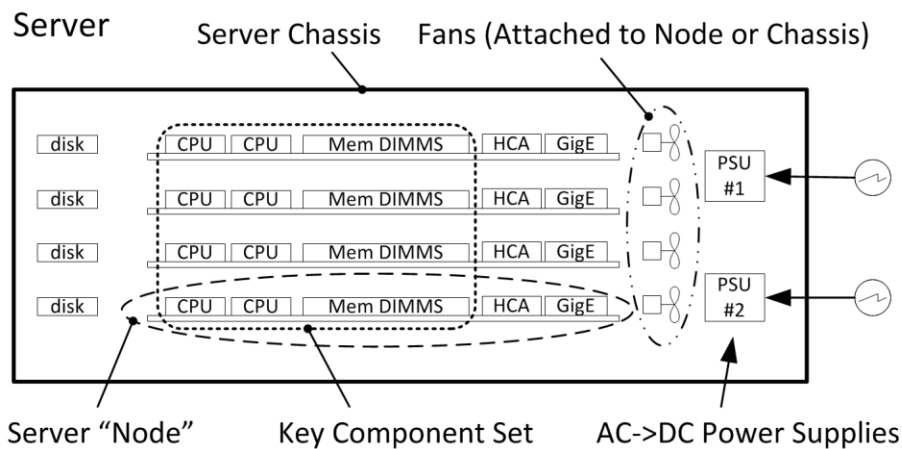 Server
Server Chassis
Fans (Attached to Node or Chassis)
disk CPU CPU Mem DIMMS HCA GigE
PSU
#1
disk CPU CPU Mem DIMMS HCA GigE
disk CPU CPU Mem DIMMS HCA GigE
disk CPU CPU Mem DIMMS HCA GigE
PSU
#2
Server “Node”
Key Component Set
AC->DC Power Supplies